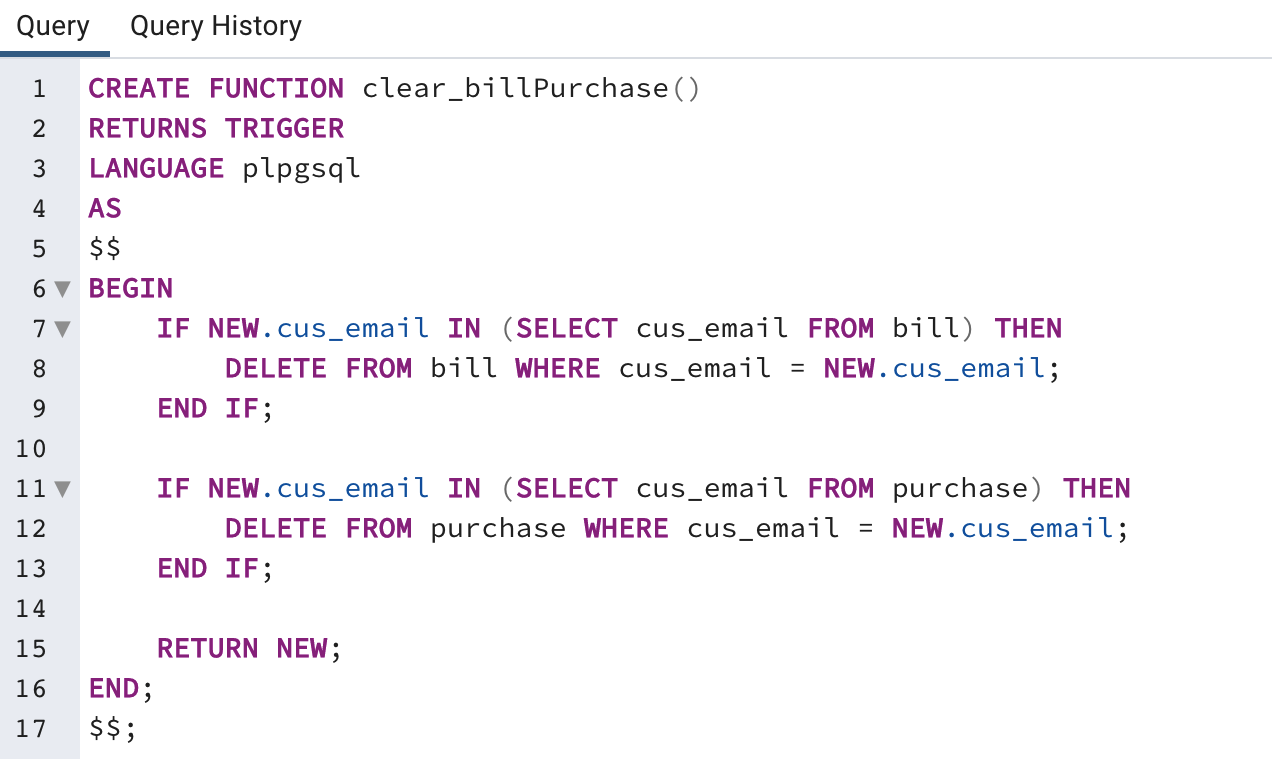 Query Query History
1 CREATE FUNCTION clear_billPurchase()
2 RETURNS TRIGGER
3 LANGUAGE plpgsql
4 AS
5 $$
6 ▼ BEGIN
7 ▼ IF NEW.cus_email IN (SELECT cus_email FROM bill) THEN
8 DELETE FROM bill WHERE cus_email = NEW.cus_email;
9 END IF;
10
11 ▼ IF NEW.cus_email IN (SELECT cus_email FROM purchase) THEN
12 DELETE FROM purchase WHERE cus_email = NEW.cus_email;
13 END IF;
14
15 RETURN NEW;
16 END;
17 $$;